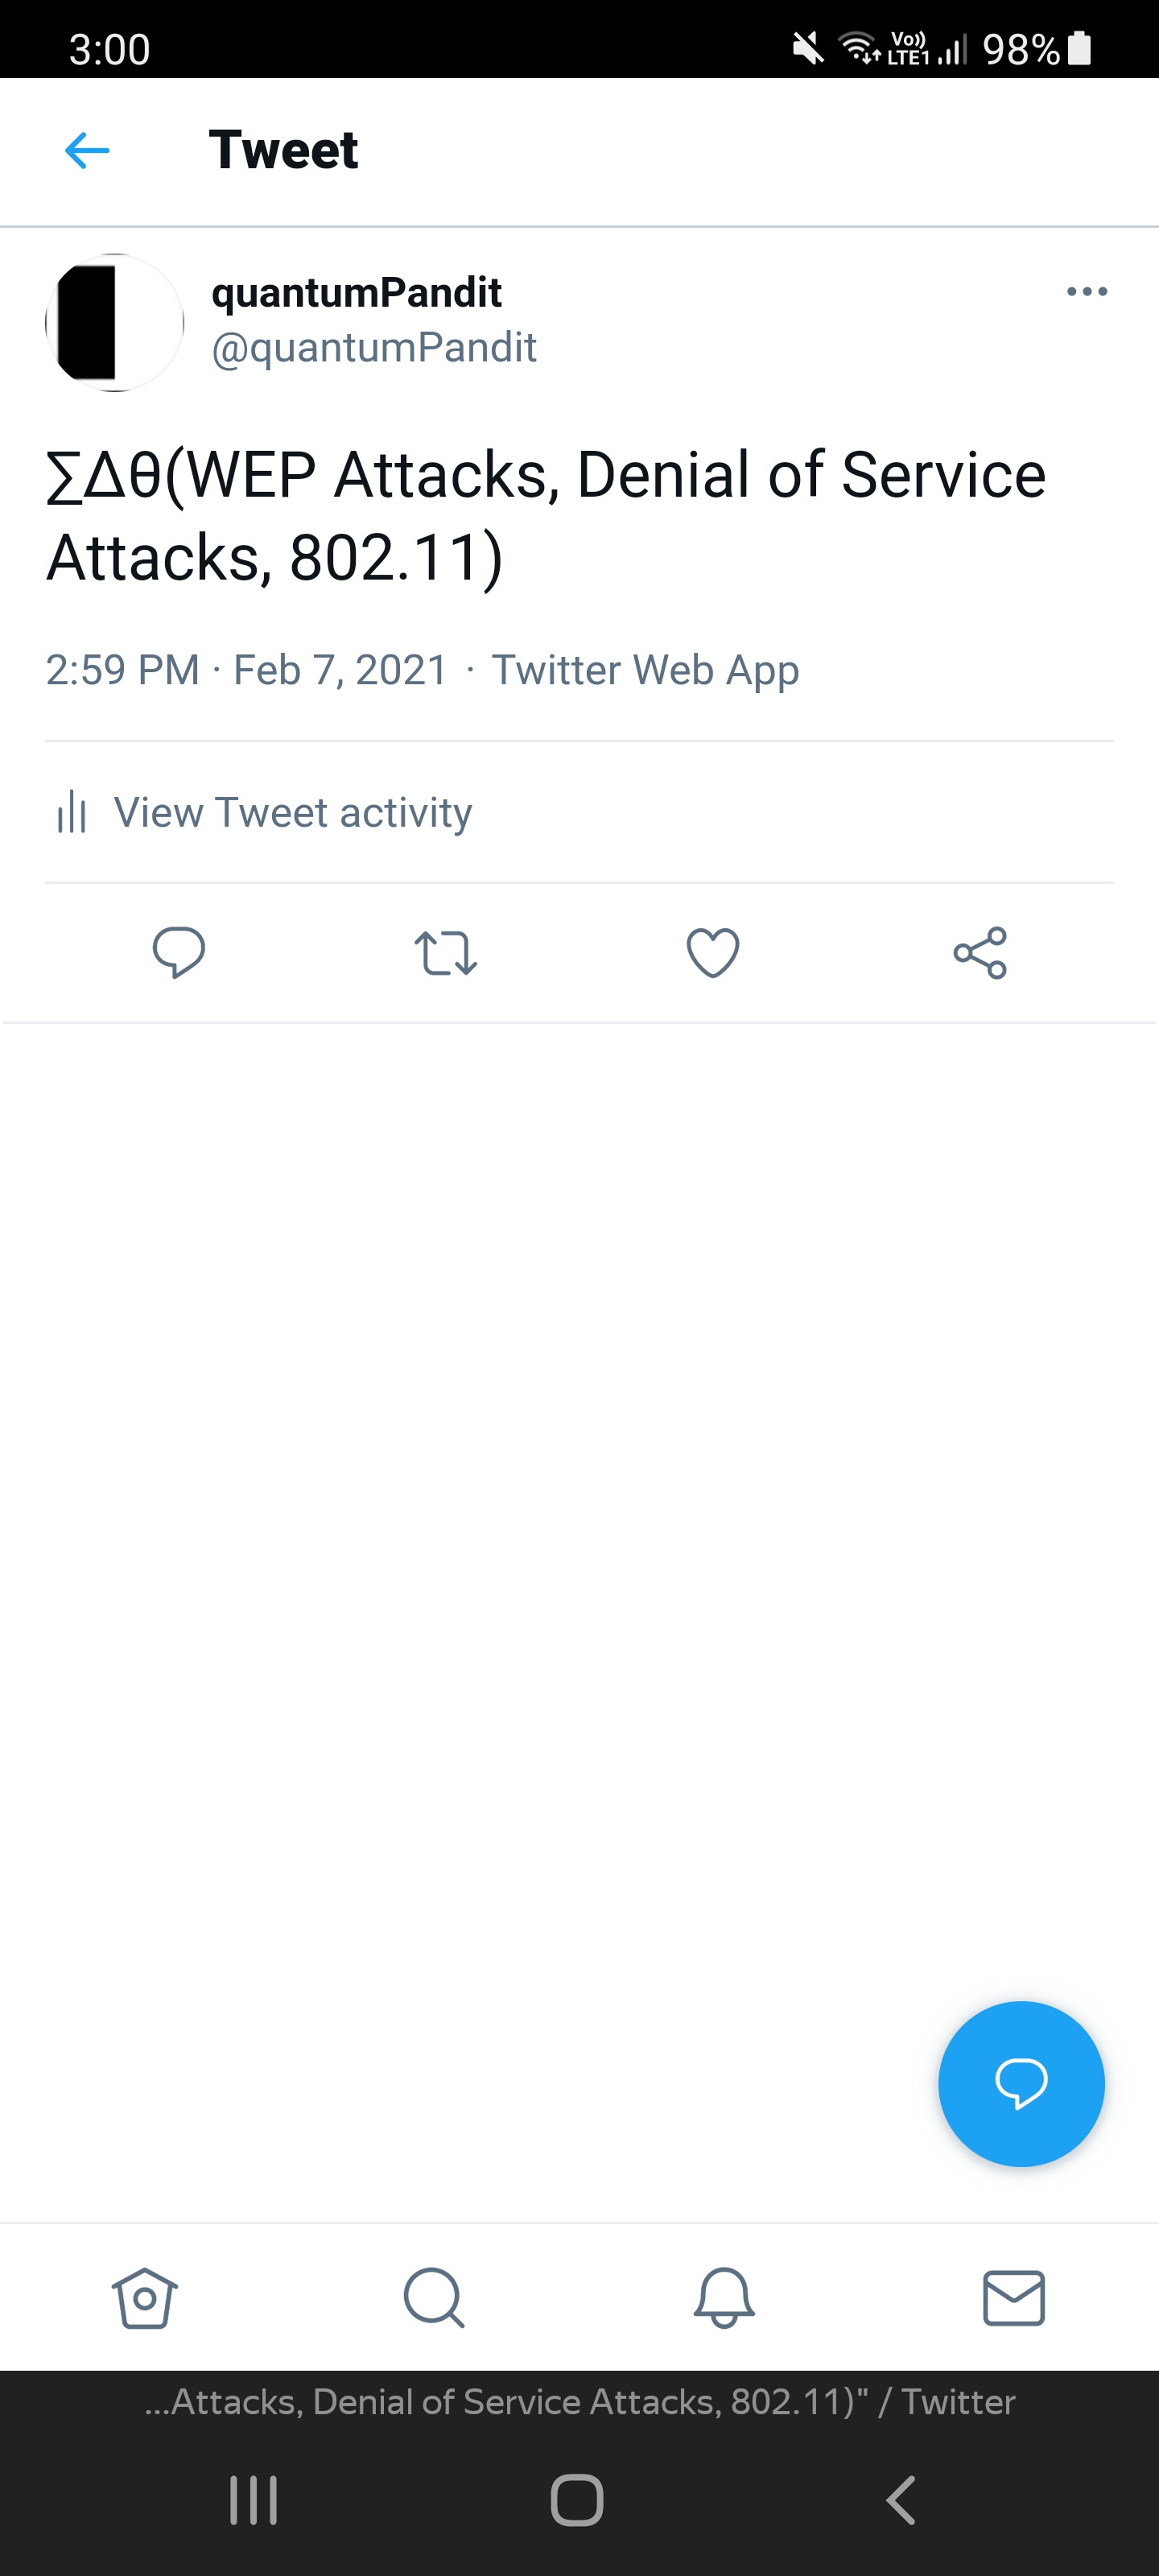 3:00 Vo)) LTE1 98%
Tweet
quantumPandit
@quantumPandit
∑Δθ(WEP Attacks, Denial of Service
Attacks, 802.11)
2:59 PM · Feb 7, 2021 · Twitter Web App
View Tweet activity
...Attacks, Denial of Service Attacks, 802.11)" / Twitter